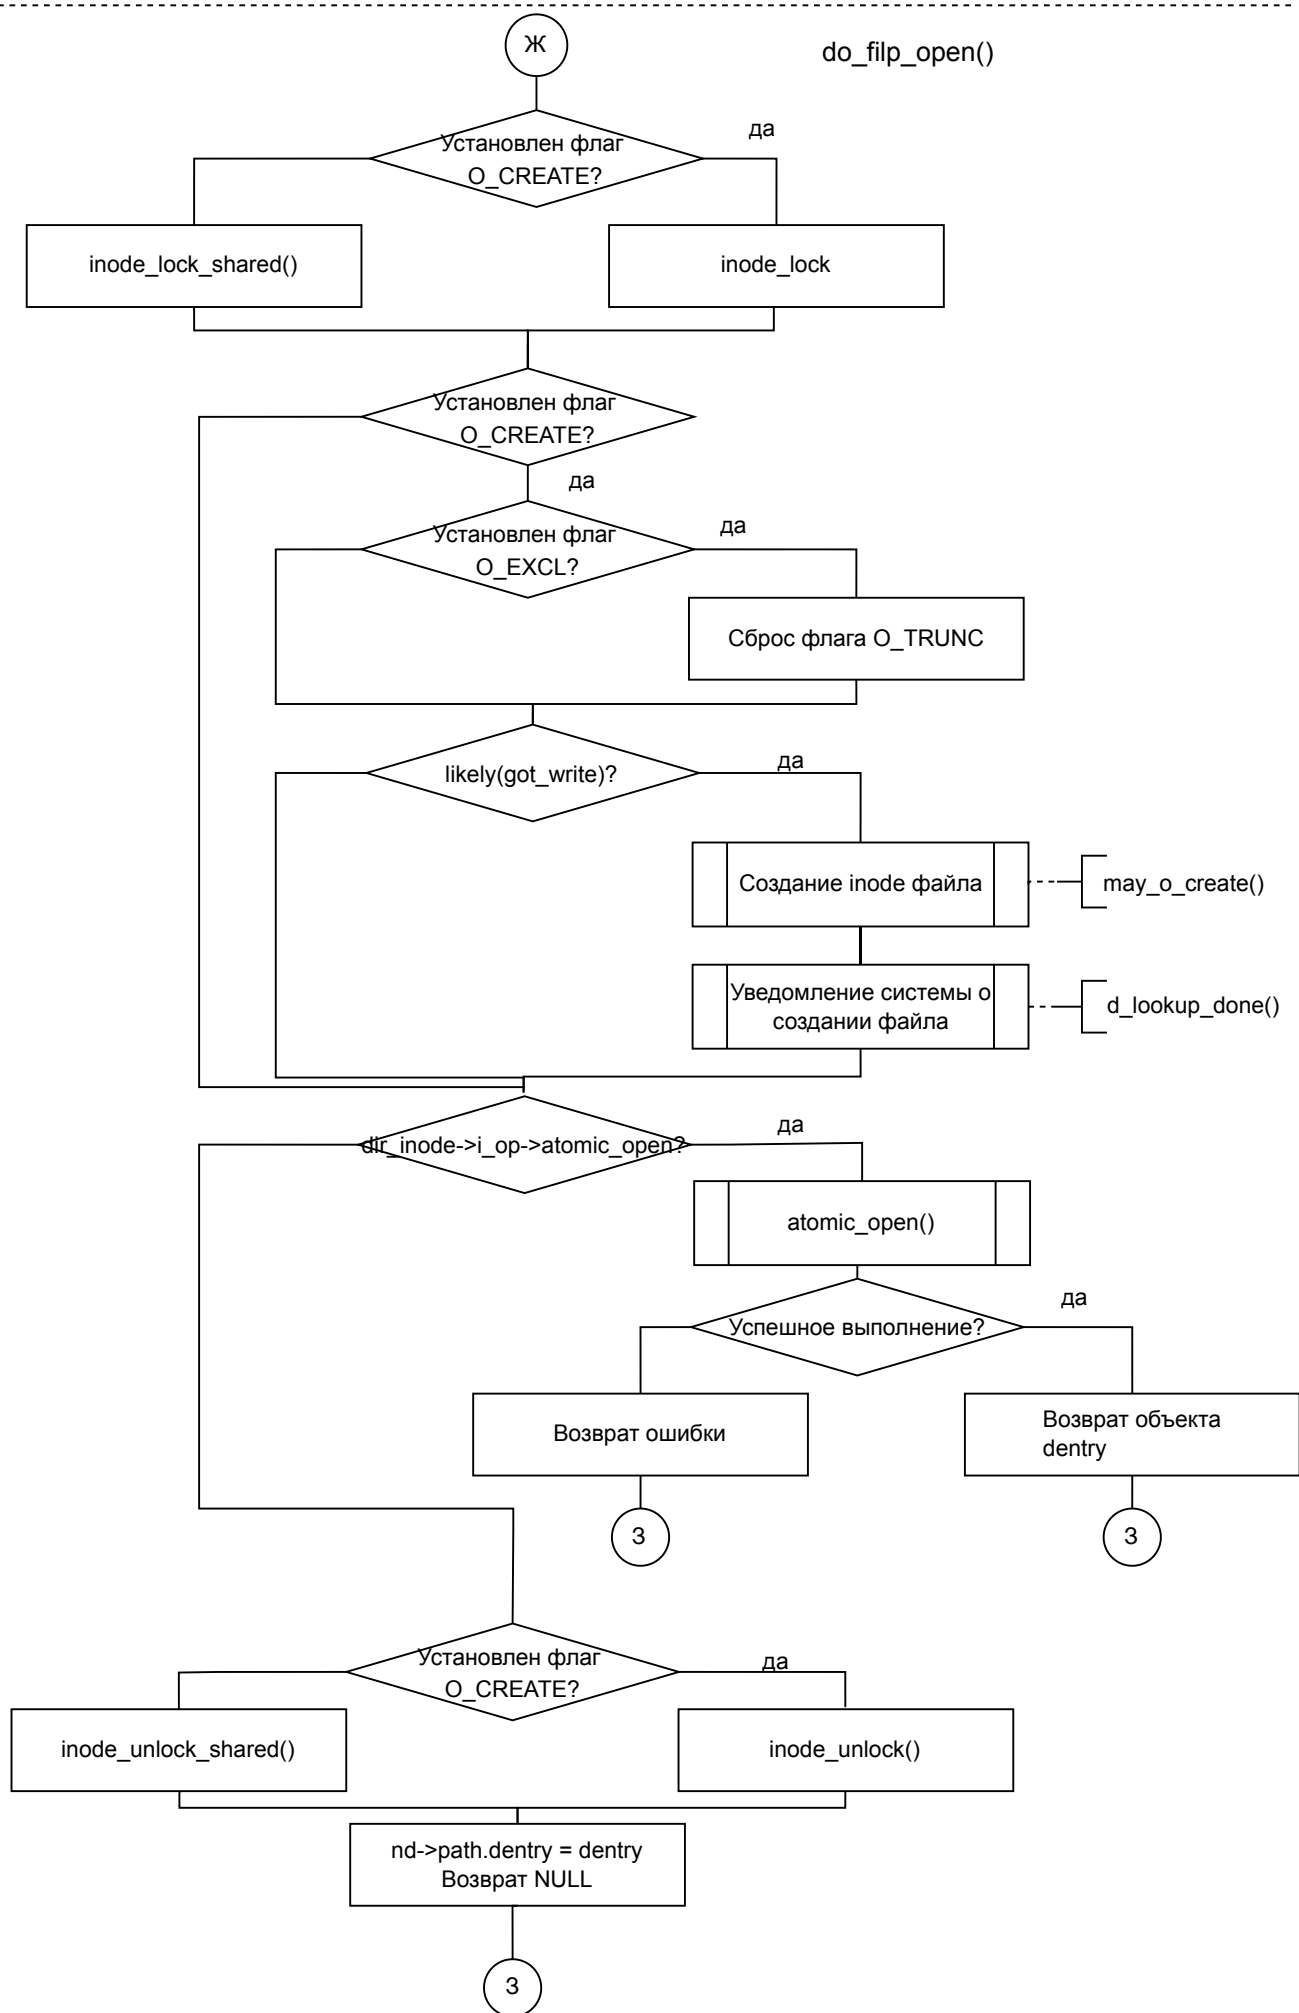 Ж
do_filp_open()
да
Установлен флаг
O_CREATE?
inode_lock_shared()
inode_lock
Установлен флаг
O_CREATE?
да
да
Установлен флаг
O_EXCL?
Сброс флага O_TRUNC
likely(got_write)?
да
Создание inode файла
may_o_create()
Уведомление системы о
создании файла
d_lookup_done()
dir_inode->i_op->atomic_open?
да
atomic_open()
да
Успешное выполнение?
Возврат ошибки
Возврат объекта
dentry
З
З
Установлен флаг
O_CREATE?
да
inode_unlock_shared()
inode_unlock()
nd->path.dentry = dentry
Возврат NULL
З